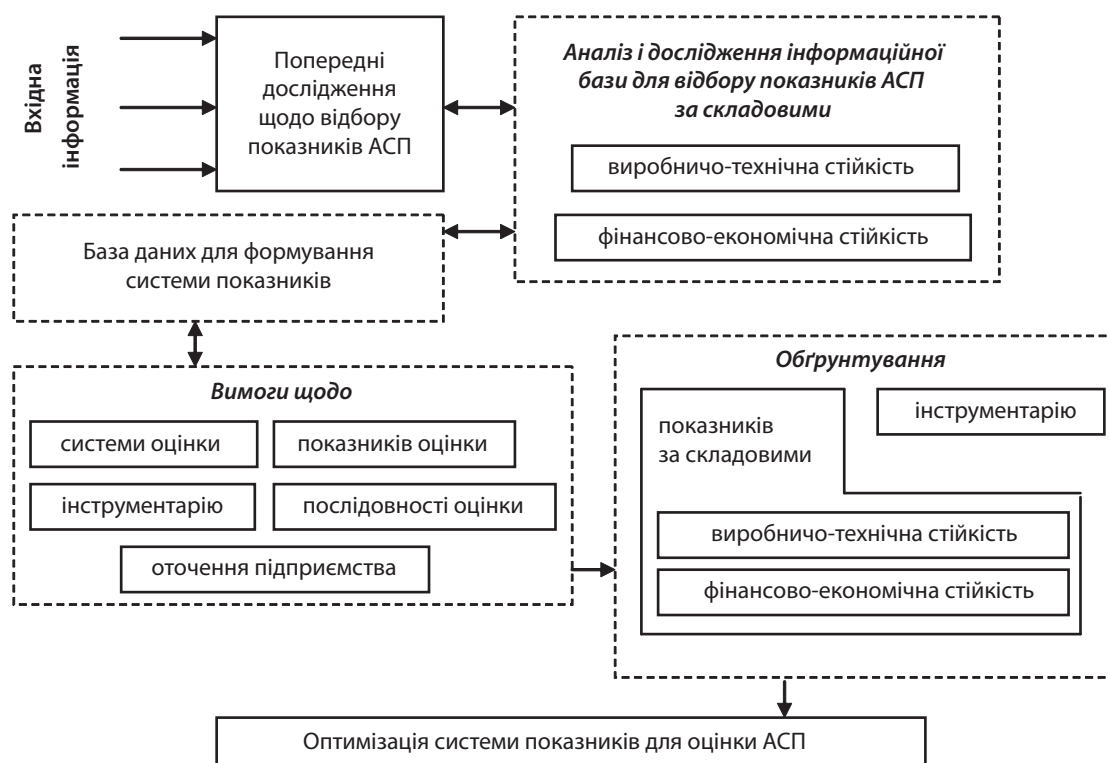 Вхідна
інформація
Попередні
дослідження
щодо відбору
показників АСП
Аналіз і дослідження інформаційної
бази для відбору показників АСП
за складовими
виробничо-технічна стійкість
фінансово-економічна стійкість
База даних для формування
системи показників
Вимоги щодо
системи оцінки
показників оцінки
інструментарію
послідовності оцінки
оточення підприємства
Обґрунтування
показників
за складовими
інструментарію
виробничо-технічна стійкість
фінансово-економічна стійкість
Оптимізація системи показників для оцінки АСП